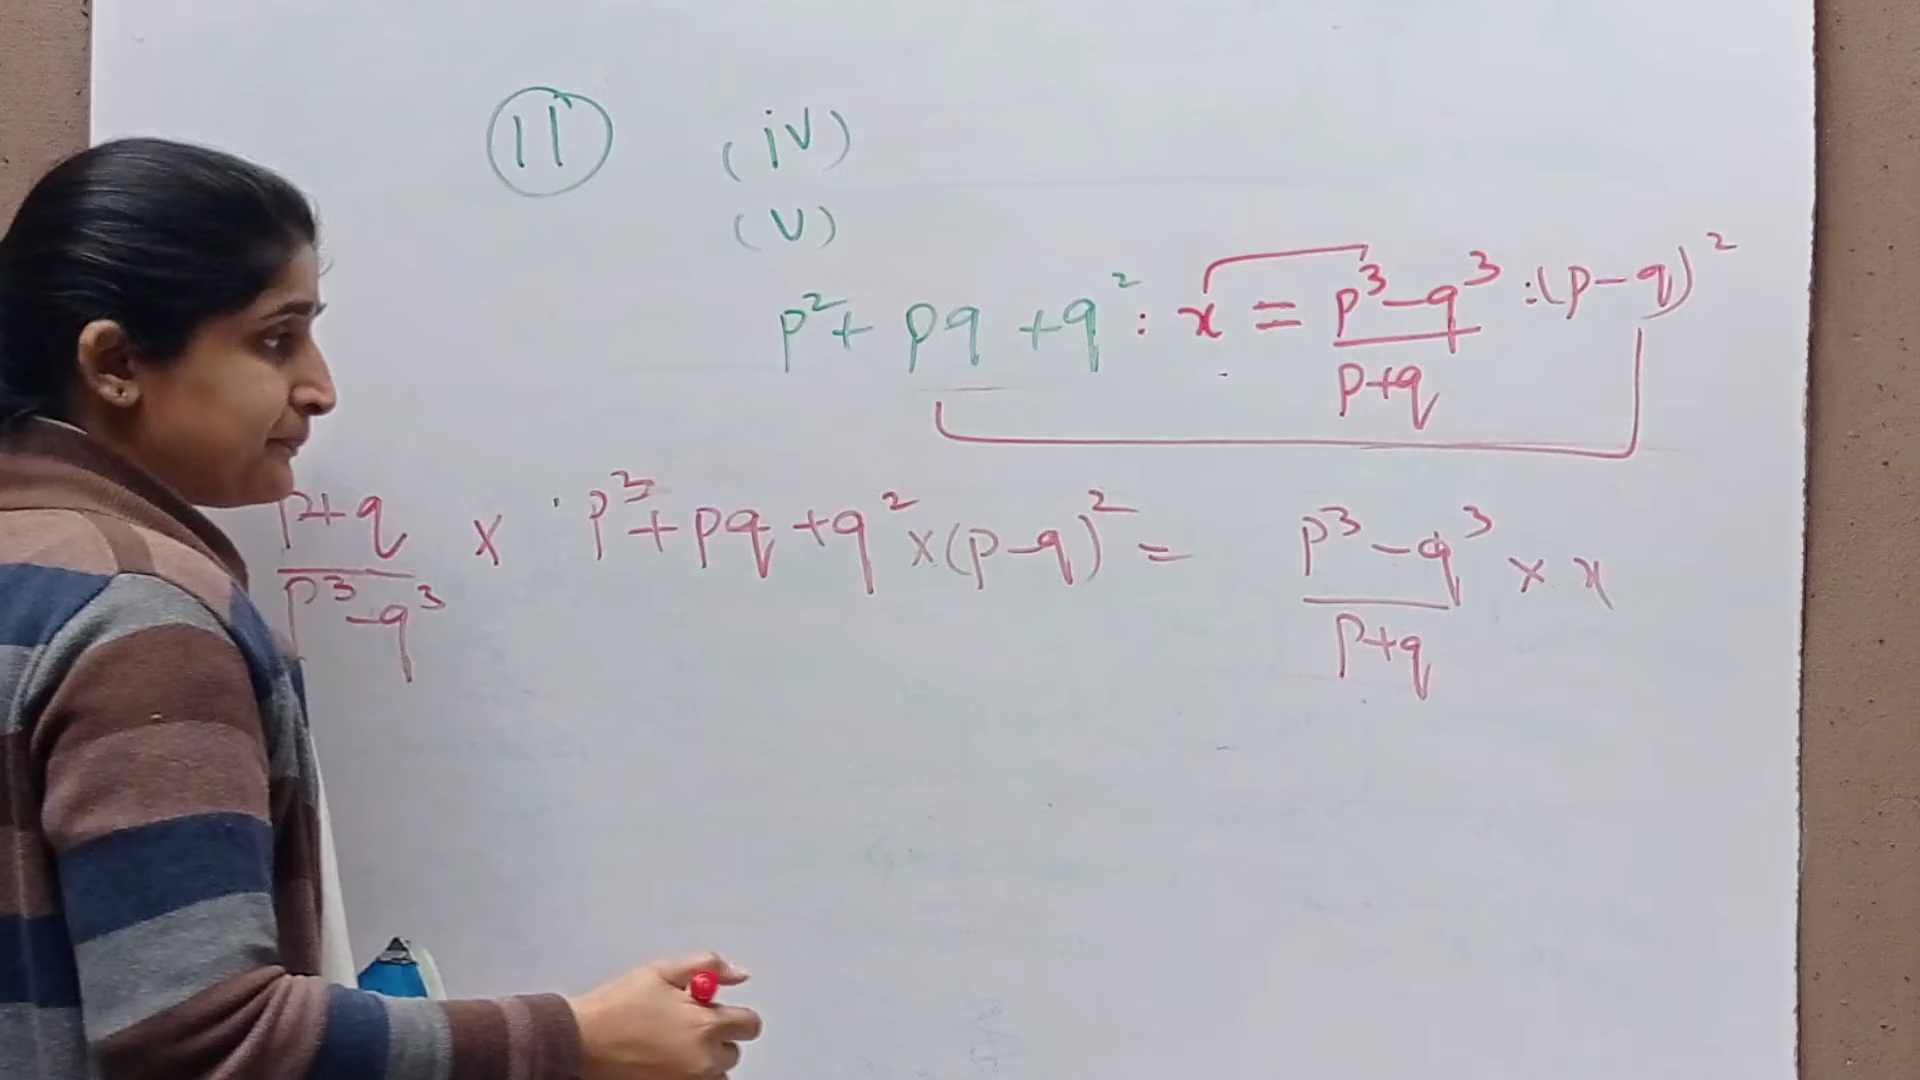 11 (iv)
(v)
p² + pq + q² : x = (p³ - q³)/(p+q) : (p-q)²
(p+q)/(p³-q³) × p² + pq + q² × (p-q)² = (p³ - q³)/(p+q) × x